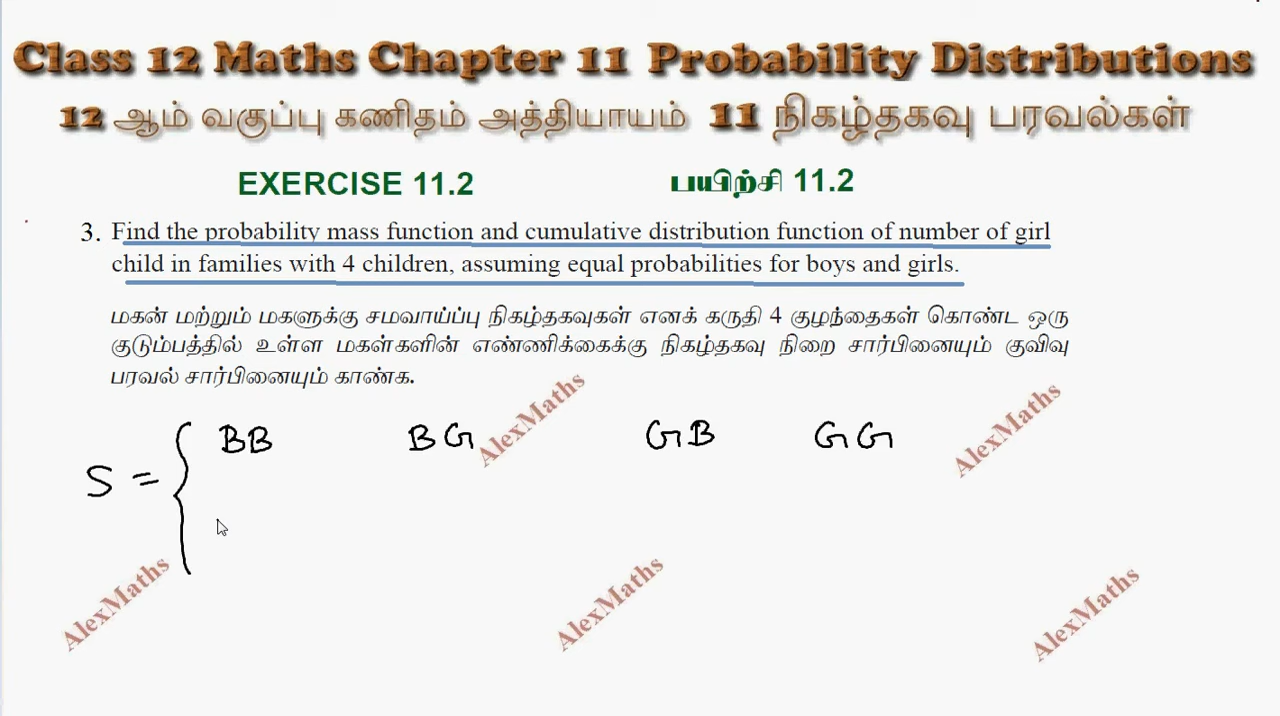 Class 12 Maths Chapter 11 Probability Distributions
12 ஆம் வகுப்பு கணிதம் அத்தியாயம் 11 நிகழ்தகவு பரவல்கள்
EXERCISE 11.2 பயிற்சி 11.2
3. Find the probability mass function and cumulative distribution function of number of girl
child in families with 4 children, assuming equal probabilities for boys and girls.
மகன் மற்றும் மகளுக்கு சமவாய்ப்பு நிகழ்தகவுகள் எனக் கருதி 4 குழந்தைகள் கொண்ட ஒரு
குடும்பத்தில் உள்ள மகள்களின் எண்ணிக்கைக்கு நிகழ்தகவு நிறை சார்பினையும் குவிவு
பரவல் சார்பினையும் காண்க.
AlexMaths AlexMaths
S = { BB BG GB GG
AlexMaths AlexMaths AlexMaths